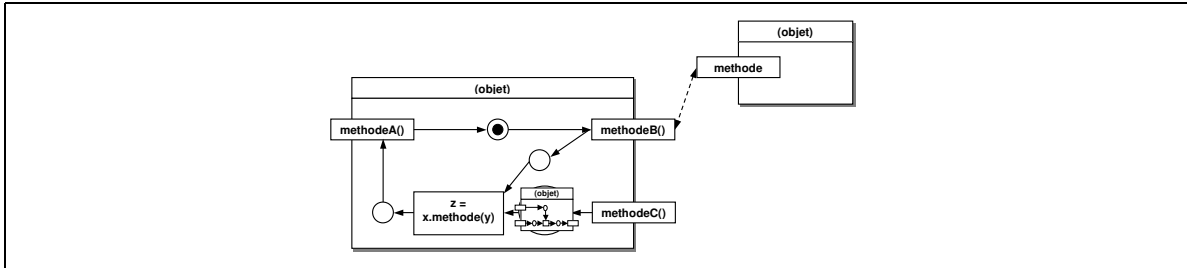 (objet)
methode
(objet)
methodeA()
methodeB()
(objet)
z =
x.methode(y)
methodeC()